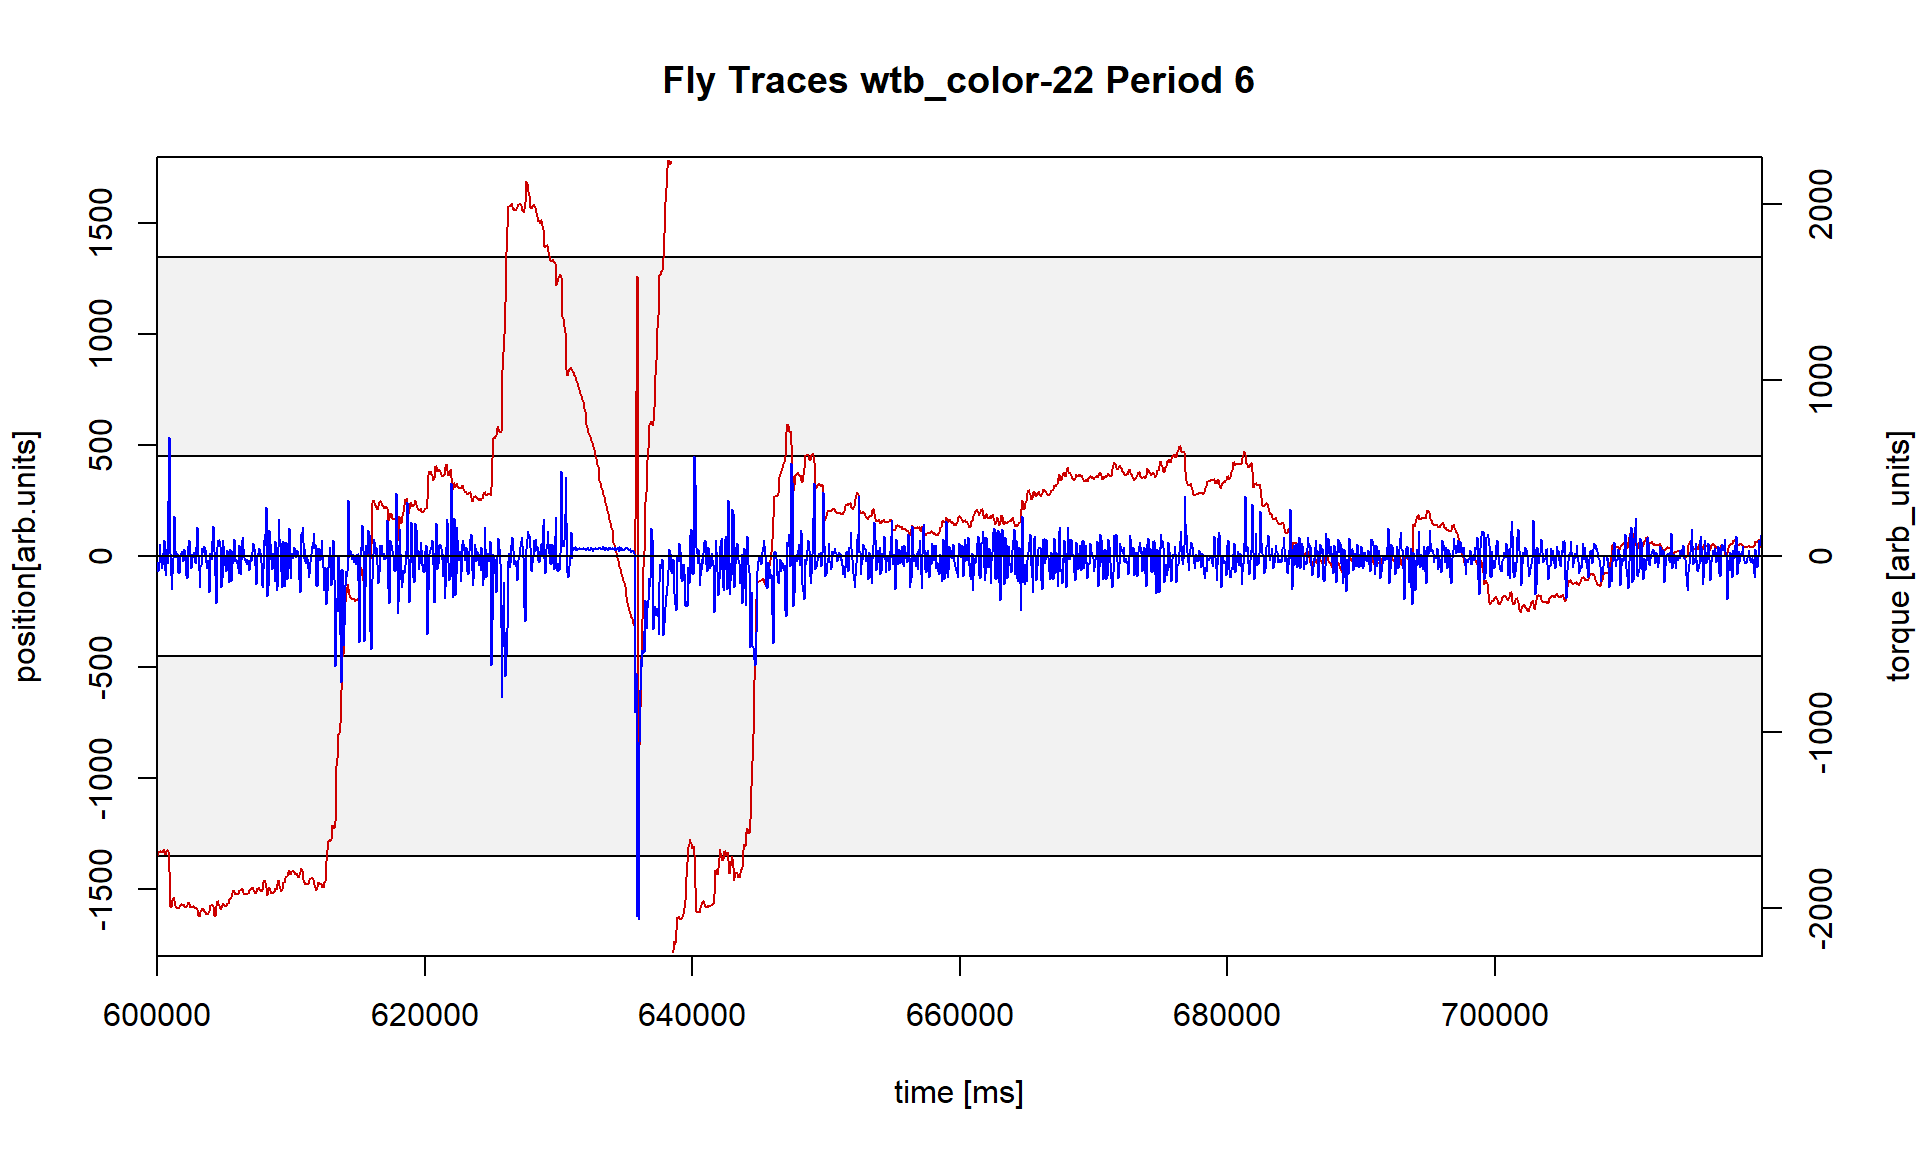 Fly Traces wtb_color-22 Period 6
position[arb.units]
1500
1000
500
0
-500
-1000
-1500
2000
1000
0
-1000
-2000
torque [arb_units]
600000 620000 640000 660000 680000 700000
time [ms]